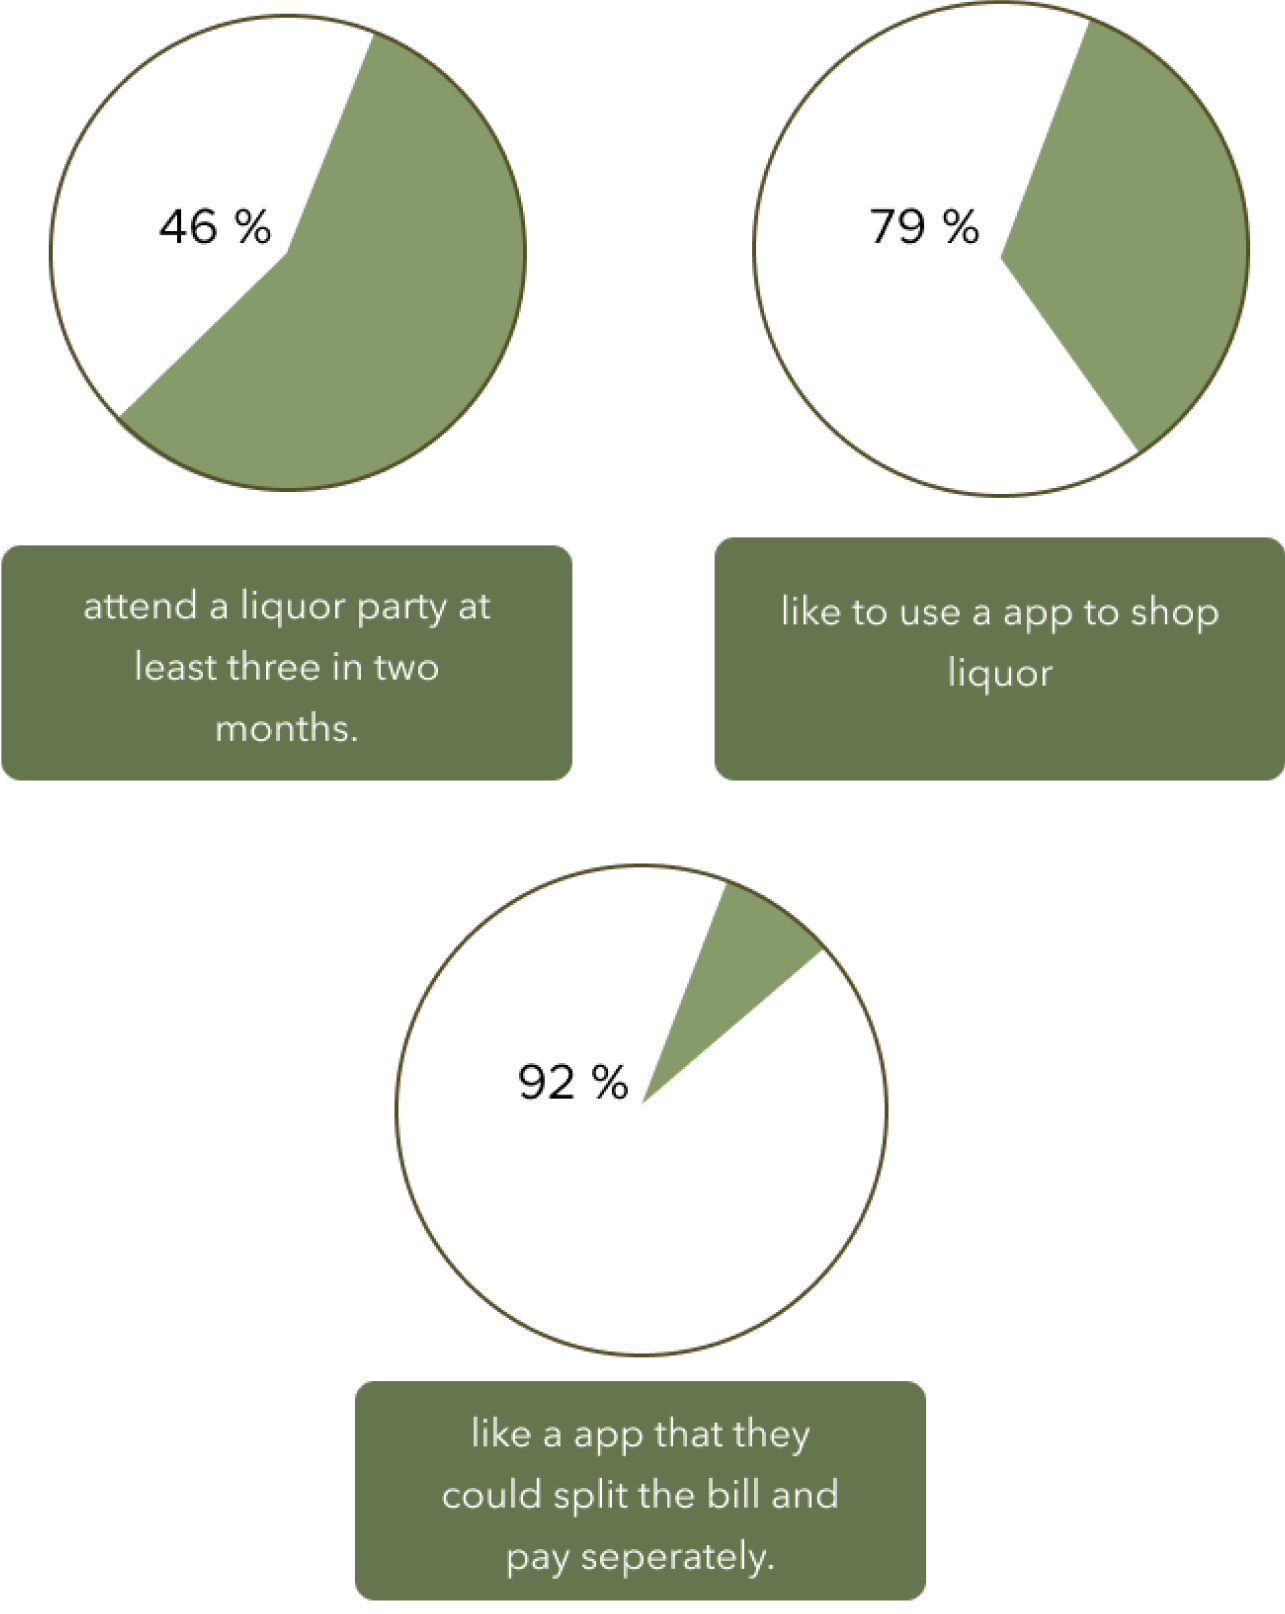 46 %
79 %
attend a liquor party at
least three in two
months.
like to use a app to shop
liquor
92 %
like a app that they
could split the bill and
pay seperately.